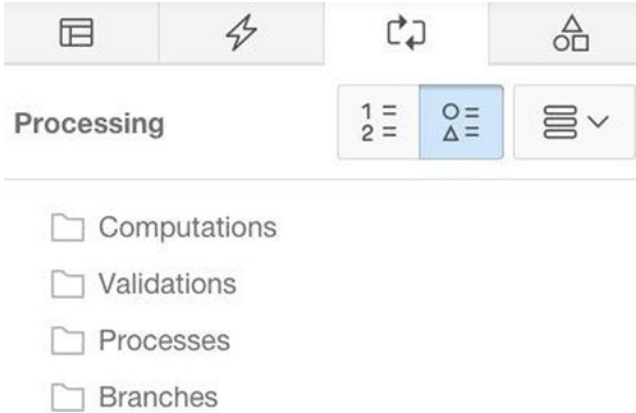 Processing
1 =
2 =
Computations
Validations
Processes
Branches